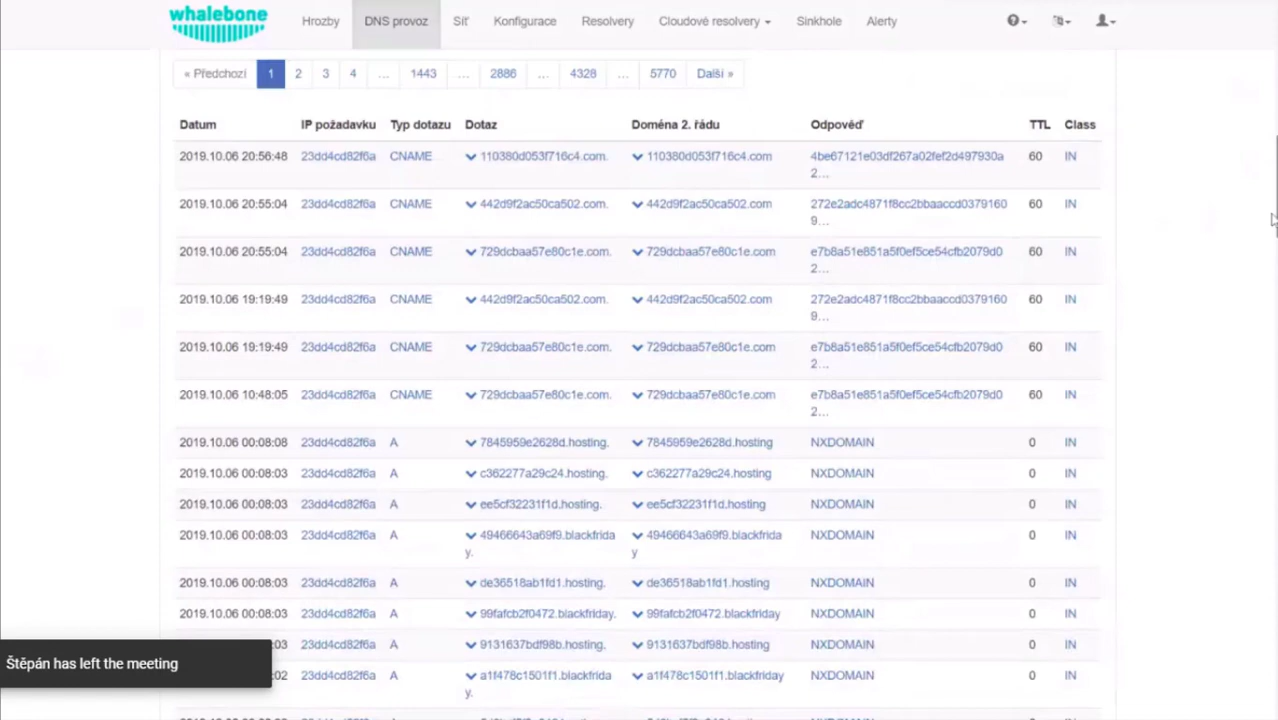 whalebone Hrozby DNS provoz Síť Konfigurace Resolvery Cloudové resolvery Sinkhole Alerty
« Předchozí 1 2 3 4 ... 1443 ... 2886 ... 4328 ... 5770 Další »
Datum IP požadavku Typ dotazu Dotaz Doména 2. řádu Odpověď TTL Class
2019.10.06 20:56:48 23dd4cd82f6a CNAME 110380d053f716c4.com. 110380d053f716c4.com 4be67121e03df267a02fef2d497930a 60 IN
2...
2019.10.06 20:55:04 23dd4cd82f6a CNAME 442d9f2ac50ca502.com. 442d9f2ac50ca502.com 272e2adc4871f8cc2bbaaccd0379160 60 IN
9...
2019.10.06 20:55:04 23dd4cd82f6a CNAME 729dcbaa57e80c1e.com. 729dcbaa57e80c1e.com e7b8a51e851a5f0ef5ce54cfb2079d0 60 IN
2...
2019.10.06 19:19:49 23dd4cd82f6a CNAME 442d9f2ac50ca502.com. 442d9f2ac50ca502.com 272e2adc4871f8cc2bbaaccd0379160 60 IN
9...
2019.10.06 19:19:49 23dd4cd82f6a CNAME 729dcbaa57e80c1e.com. 729dcbaa57e80c1e.com e7b8a51e851a5f0ef5ce54cfb2079d0 60 IN
2...
2019.10.06 10:48:05 23dd4cd82f6a CNAME 729dcbaa57e80c1e.com. 729dcbaa57e80c1e.com e7b8a51e851a5f0ef5ce54cfb2079d0 60 IN
2...
2019.10.06 00:08:08 23dd4cd82f6a A 7845959e2628d.hosting. 7845959e2628d.hosting NXDOMAIN 0 IN
2019.10.06 00:08:03 23dd4cd82f6a A c362277a29c24.hosting. c362277a29c24.hosting NXDOMAIN 0 IN
2019.10.06 00:08:03 23dd4cd82f6a A ee5cf32231f1d.hosting. ee5cf32231f1d.hosting NXDOMAIN 0 IN
2019.10.06 00:08:03 23dd4cd82f6a A 49466643a69f9.blackfrida 49466643a69f9.blackfrida NXDOMAIN 0 IN
y. y
2019.10.06 00:08:03 23dd4cd82f6a A de36518ab1fd1.hosting. de36518ab1fd1.hosting NXDOMAIN 0 IN
2019.10.06 00:08:03 23dd4cd82f6a A 99fafcb2f0472.blackfriday. 99fafcb2f0472.blackfriday NXDOMAIN 0 IN
:03 23dd4cd82f6a A 9131637bdf98b.hosting. 9131637bdf98b.hosting NXDOMAIN 0 IN
Štěpán has left the meeting
:02 23dd4cd82f6a A a1f478c1501f1.blackfrida a1f478c1501f1.blackfriday NXDOMAIN 0 IN
y.